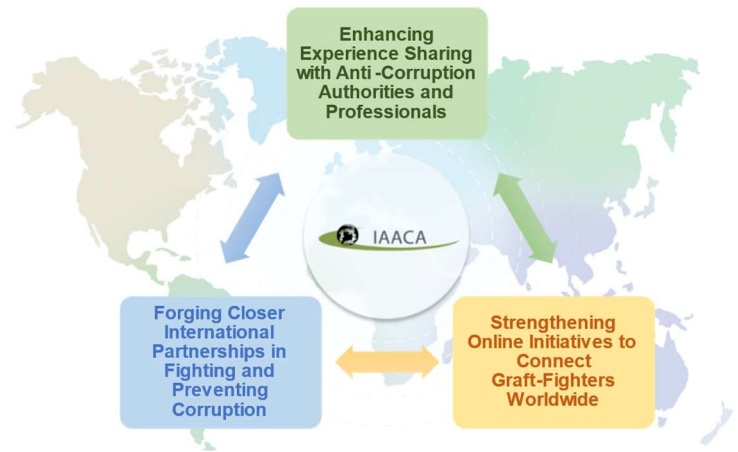 Enhancing
Experience Sharing
with Anti -Corruption
Authorities and
Professionals
IAACA
Forging Closer
International
Partnerships in
Fighting and
Preventing
Corruption
Strengthening
Online Initiatives to
Connect
Graft-Fighters
Worldwide